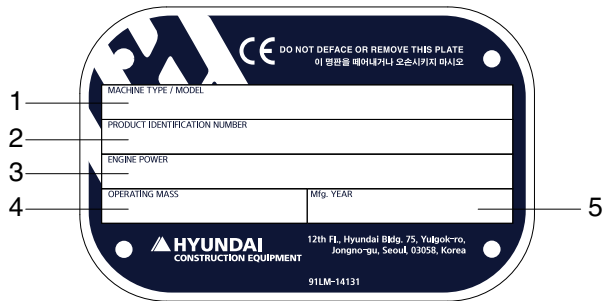 CE DO NOT DEFACE OR REMOVE THIS PLATE
이 명판을 떼어내거나 오손시키지 마시오
1 MACHINE TYPE / MODEL
2 PRODUCT IDENTIFICATION NUMBER
3 ENGINE POWER
4 OPERATING MASS Mfg. YEAR 5
HYUNDAI
CONSTRUCTION EQUIPMENT
12th Fl., Hyundai Bldg. 75, Yulgok-ro,
Jongno-gu, Seoul, 03058, Korea
91LM-14131